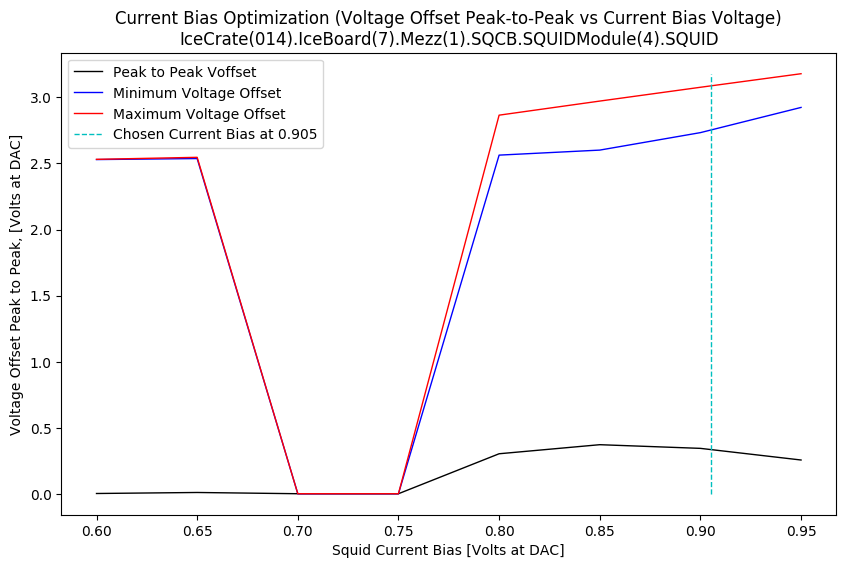 Current Bias Optimization (Voltage Offset Peak-to-Peak vs Current Bias Voltage)
IceCrate(014).IceBoard(7).Mezz(1).SQCB.SQUIDModule(4).SQUID
Peak to Peak Voffset
Minimum Voltage Offset
Maximum Voltage Offset
Chosen Current Bias at 0.905
Voltage Offset Peak to Peak, [Volts at DAC]
3.0
2.5
2.0
1.5
1.0
0.5
0.0
0.60 0.65 0.70 0.75 0.80 0.85 0.90 0.95
Squid Current Bias [Volts at DAC]